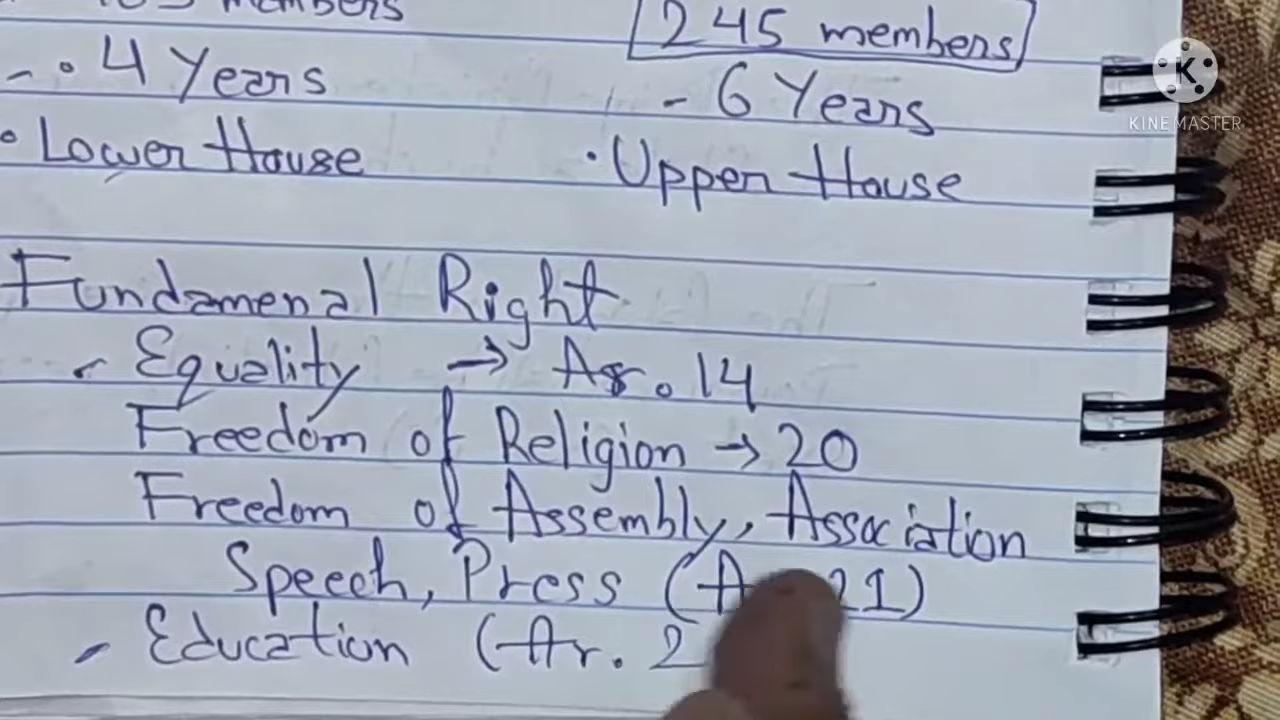 members 245 members
- · 4 Years - 6 Years
· Lower House · Upper House
Fundamenal Right
- Equality → Ar. 14
Freedom of Religion → 20
Freedom of Assembly, Association
Speech, Press (A 21)
- Education (Ar. 2
K
KINEMASTER